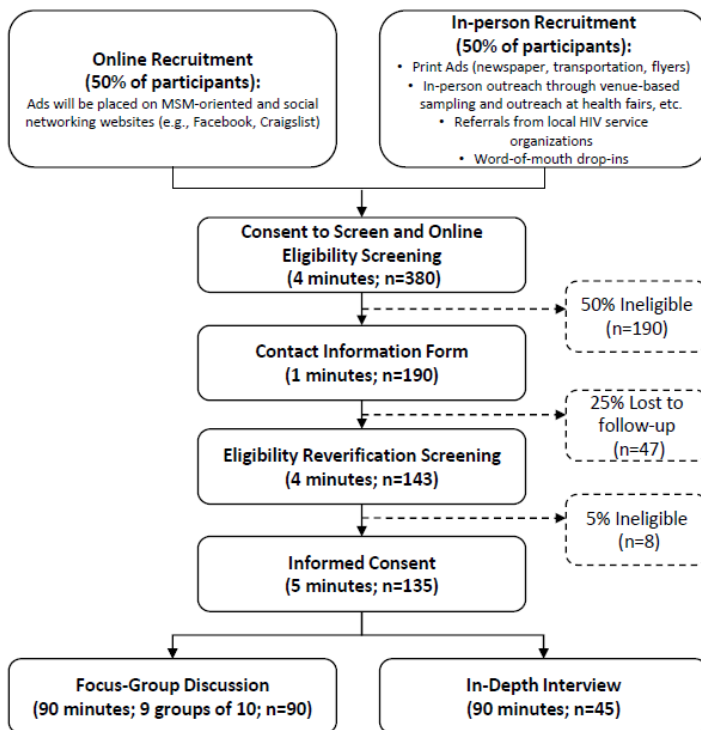 Online Recruitment
(50% of participants):
Ads will be placed on MSM-oriented and social
networking websites (e.g., Facebook, Craigslist)
In-person Recruitment
(50% of participants):
• Print Ads (newspaper, transportation, flyers)
• In-person outreach through venue-based
sampling and outreach at health fairs, etc.
• Referrals from local HIV service
organizations
• Word-of-mouth drop-ins
Consent to Screen and Online
Eligibility Screening
(4 minutes; n=380)
50% Ineligible
(n=190)
Contact Information Form
(1 minutes; n=190)
25% Lost to
follow-up
(n=47)
Eligibility Reverification Screening
(4 minutes; n=143)
5% Ineligible
(n=8)
Informed Consent
(5 minutes; n=135)
Focus-Group Discussion
(90 minutes; 9 groups of 10; n=90)
In-Depth Interview
(90 minutes; n=45)